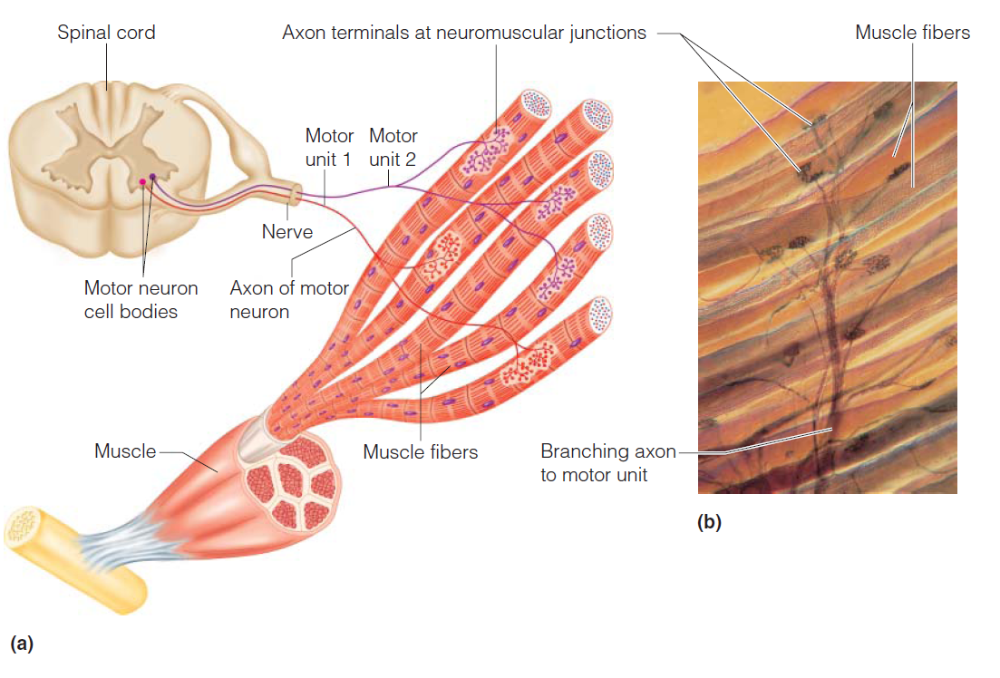 Spinal cord
Axon terminals at neuromuscular junctions
Muscle fibers
Motor
unit 1
Motor
unit 2
Nerve
Motor neuron
cell bodies
Axon of motor
neuron
Muscle
Muscle fibers
Branching axon
to motor unit
(b)
(a)